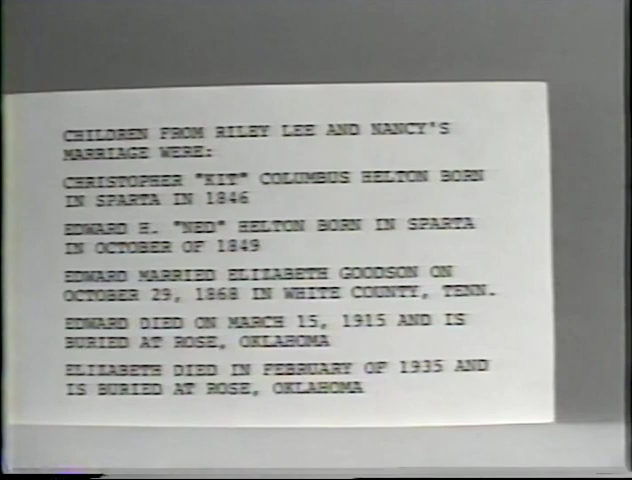 CHILDREN FROM RILEY LEE AND NANCY'S
MARRIAGE WERE:
CHRISTOPHER "KIT" COLUMBUS HELTON BORN
IN SPARTA IN 1846
EDWARD H. "NED" HELTON BORN IN SPARTA
IN OCTOBER OF 1849
EDWARD MARRIED ELIZABETH GOODSON ON
OCTOBER 29, 1868 IN WHITE COUNTY, TENN.
EDWARD DIED ON MARCH 15, 1915 AND IS
BURIED AT ROSE, OKLAHOMA
ELIZABETH DIED IN FEBRUARY OF 1935 AND
IS BURIED AT ROSE, OKLAHOMA